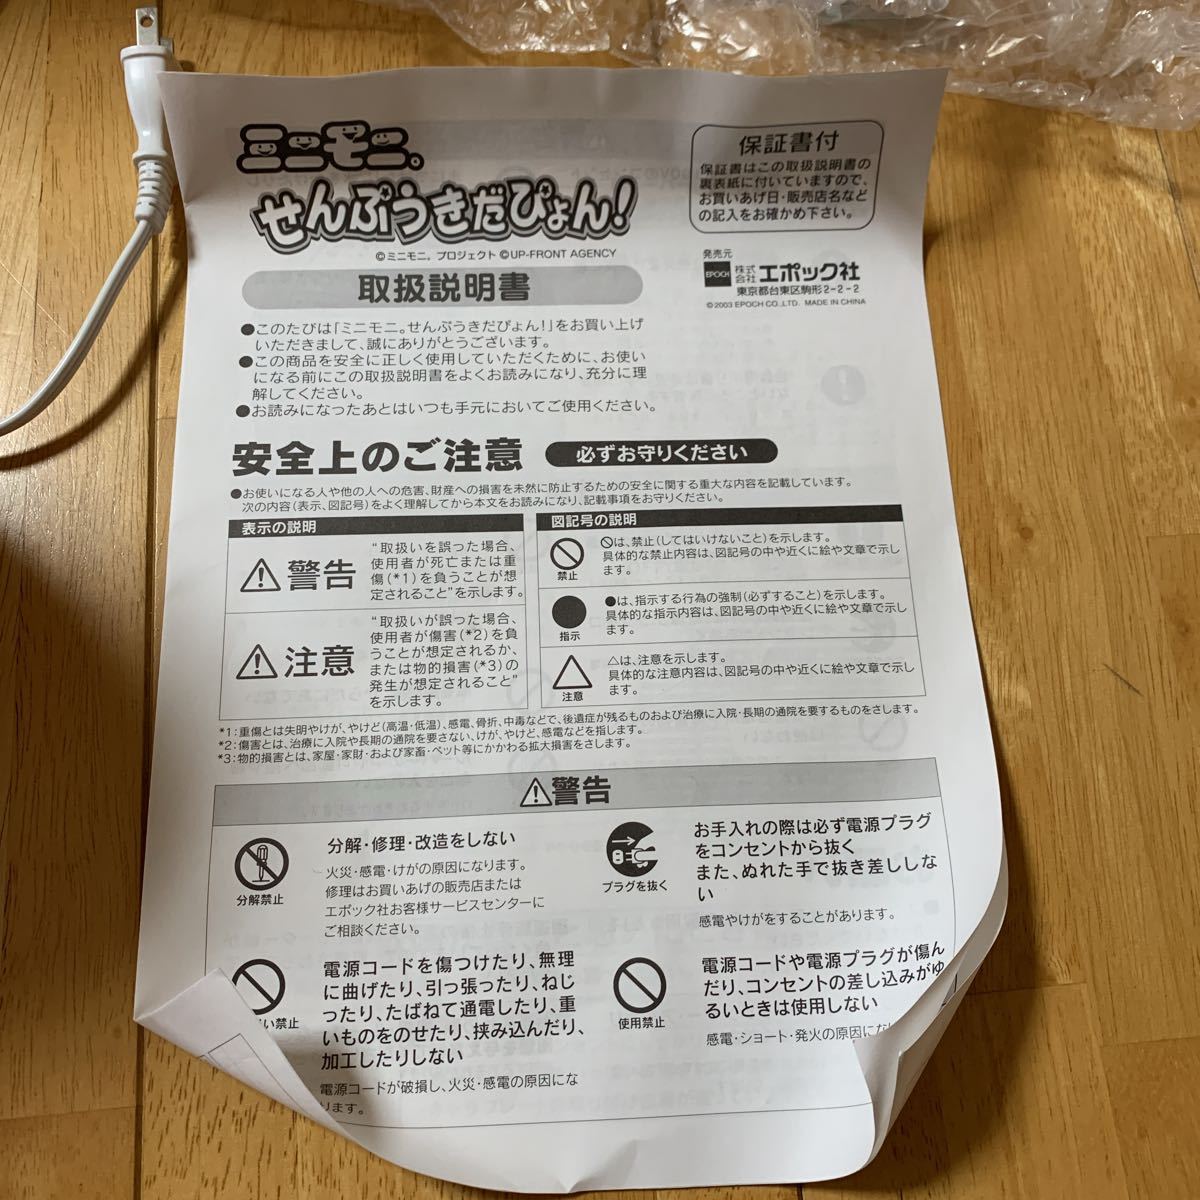 ミニモニ。
せんぷうきだぴょん!
©ミニモニ。プロジェクト ©UP-FRONT AGENCY
取扱説明書
保証書付
保証書はこの取扱説明書の
裏表紙に付いていますので、
お買いあげ日・販売店名など
の記入をお確かめ下さい。
発売元
EPOCH 株式会社 エポック社
東京都台東区駒形2-2-2
©2003 EPOCH CO.,LTD. MADE IN CHINA
●このたびは「ミニモニ。せんぷうきだぴょん!」をお買い上げ
いただきまして、誠にありがとうございます。
●この商品を安全に正しく使用していただくために、お使い
になる前にこの取扱説明書をよくお読みになり、充分に理
解してください。
●お読みになったあとはいつも手元においてご使用ください。
安全上のご注意 必ずお守りください
●お使いになる人や他の人への危害、財産への損害を未然に防止するための安全に関する重大な内容を記載しています。
次の内容(表示、図記号)をよく理解してから本文をお読みになり、記載事項をお守りください。
表示の説明
⚠警告
“取扱いを誤った場合、
使用者が死亡または重
傷(*1)を負うことが想
定されること”を示します。
⚠注意
“取扱いが誤った場合、
使用者が傷害(*2)を負
うことが想定されるか、
または物的損害(*3)の
発生が想定されること”
を示します。
図記号の説明
禁止
🚫は、禁止(してはいけないこと)を示します。
具体的な禁止内容は、図記号の中や近くに絵や文章で示し
ます。
指示
●は、指示する行為の強制(必ずすること)を示します。
具体的な指示内容は、図記号の中や近くに絵や文章で示し
ます。
注意
△は、注意を示します。
具体的な注意内容は、図記号の中や近くに絵や文章で示し
ます。
*1:重傷とは失明やけが、やけど(高温・低温)、感電、骨折、中毒などで、後遺症が残るものおよび治療に入院・長期の通院を要するものをさします。
*2:傷害とは、治療に入院や長期の通院を要さない、けが、やけど、感電などを指します。
*3:物的損害とは、家屋・家財・および家畜・ペット等にかかわる拡大損害をさします。
⚠警告
分解禁止
分解・修理・改造をしない
火災・感電・けがの原因になります。
修理はお買いあげの販売店または
エポック社お客様サービスセンターに
ご相談ください。
プラグを抜く
お手入れの際は必ず電源プラグ
をコンセントから抜く
また、ぬれた手で抜き差ししな
い
感電やけがをすることがあります。
い禁止
電源コードを傷つけたり、無理
に曲げたり、引っ張ったり、ねじ
ったり、たばねて通電したり、重
いものをのせたり、挟み込んだり、
加工したりしない
電源コードが破損し、火災・感電の原因にな
ります。
使用禁止
電源コードや電源プラグが傷ん
だり、コンセントの差し込みがゆ
るいときは使用しない
感電・ショート・発火の原因にな